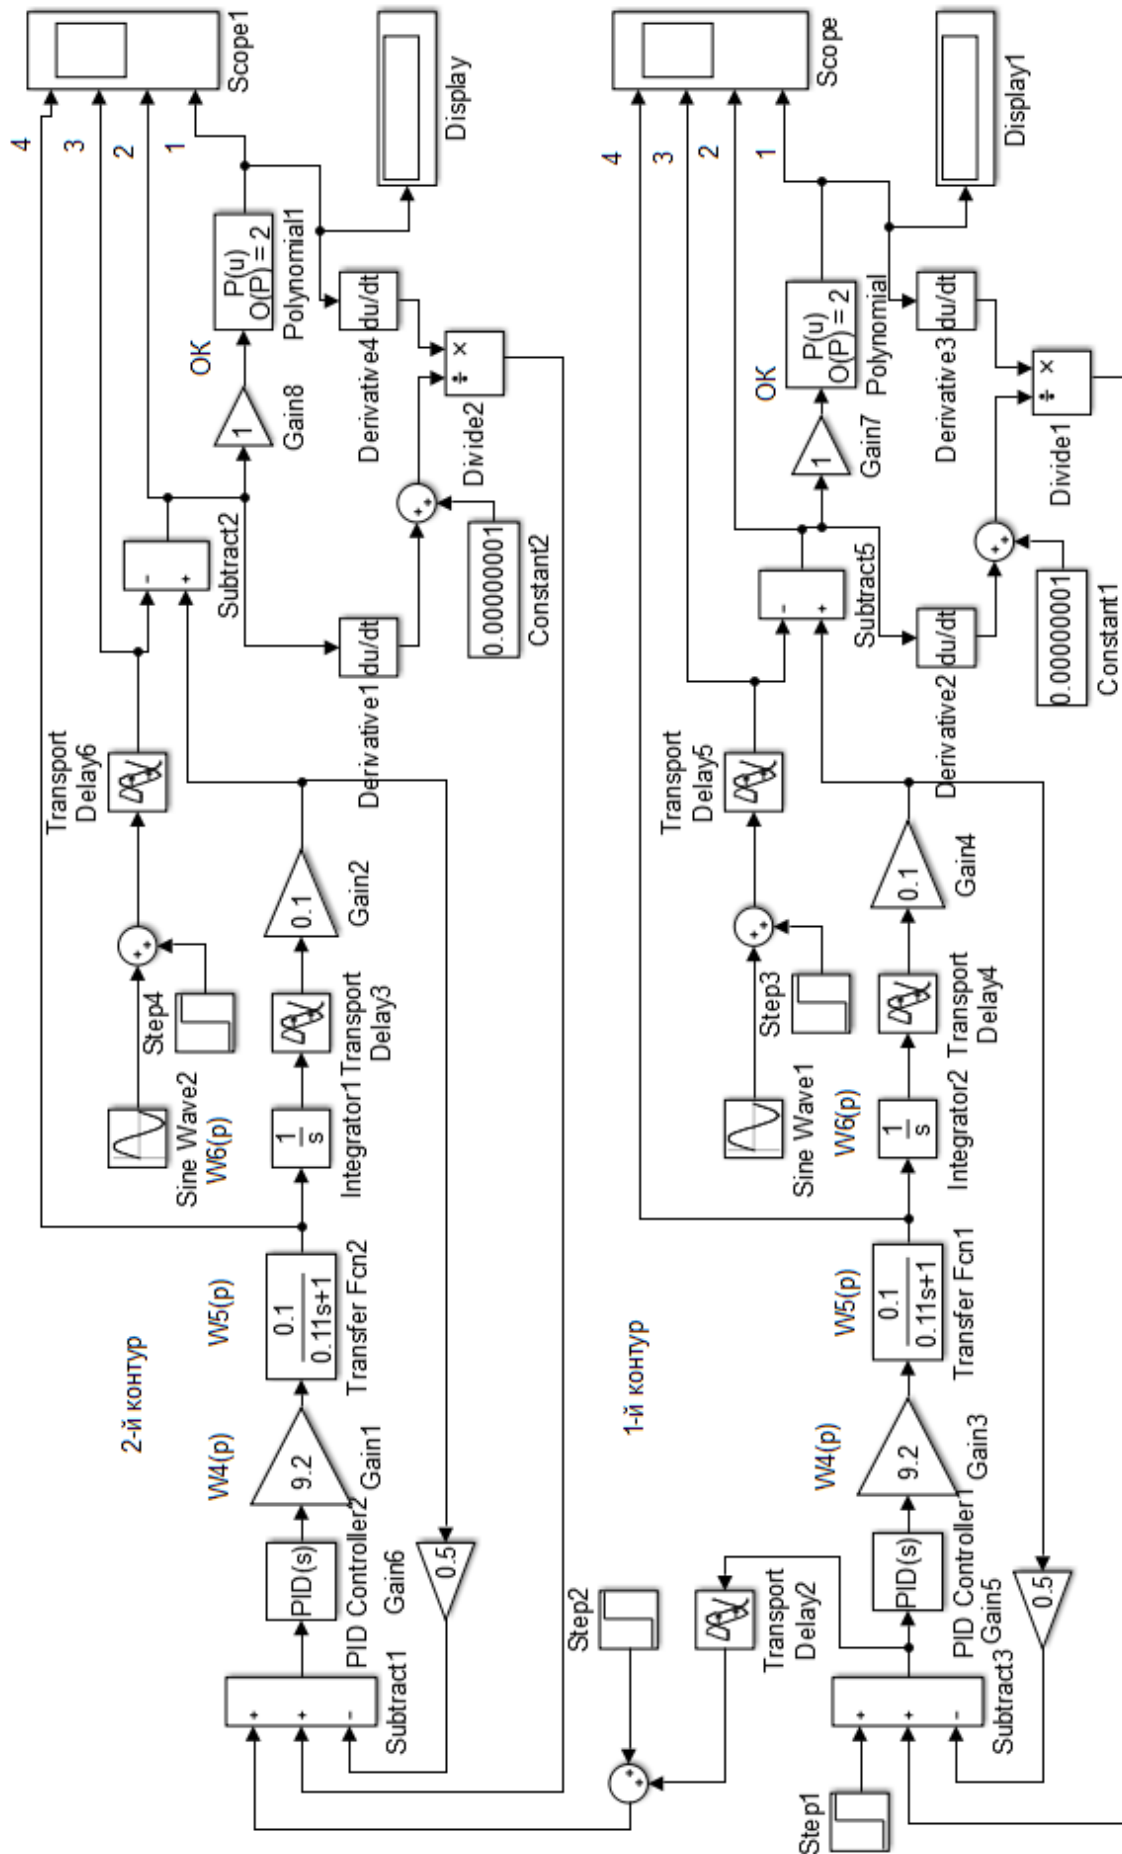 4
3
2
1
Scope1
Transport
Delay6
Step4
Sine Wave2
W6(p)
2-й контур
W5(p)
W4(p)
-
+
Subtract2
ОК
1
Gain8
P(u)
O(P) = 2
Polynomial1
Display
+
+
-
Subtract1
PID(s)
PID Controller2
9.2
Gain1
0.1
0.11s+1
Transfer Fcn2
1
s
Integrator1
Transport
Delay3
0.1
Gain2
du/dt
Derivative1
du/dt
Derivative4
Gain6
0.5
+
+
+
+
0.00000001
Constant2
÷
×
Divide2
Step2
+
+
Transport
Delay2
4
3
2
1
Scope
Transport
Delay5
+
+
Step3
Sine Wave1
W6(p)
1-й контур
W5(p)
W4(p)
-
+
Subtract5
ОК
1
Gain7
P(u)
O(P) = 2
Polynomial
Display1
Step1
+
+
-
Subtract3
PID(s)
PID Controller1
9.2
Gain3
0.1
0.11s+1
Transfer Fcn1
1
s
Integrator2
Transport
Delay4
0.1
Gain4
du/dt
Derivative2
du/dt
Derivative3
Gain5
0.5
+
+
0.00000001
Constant1
÷
×
Divide1